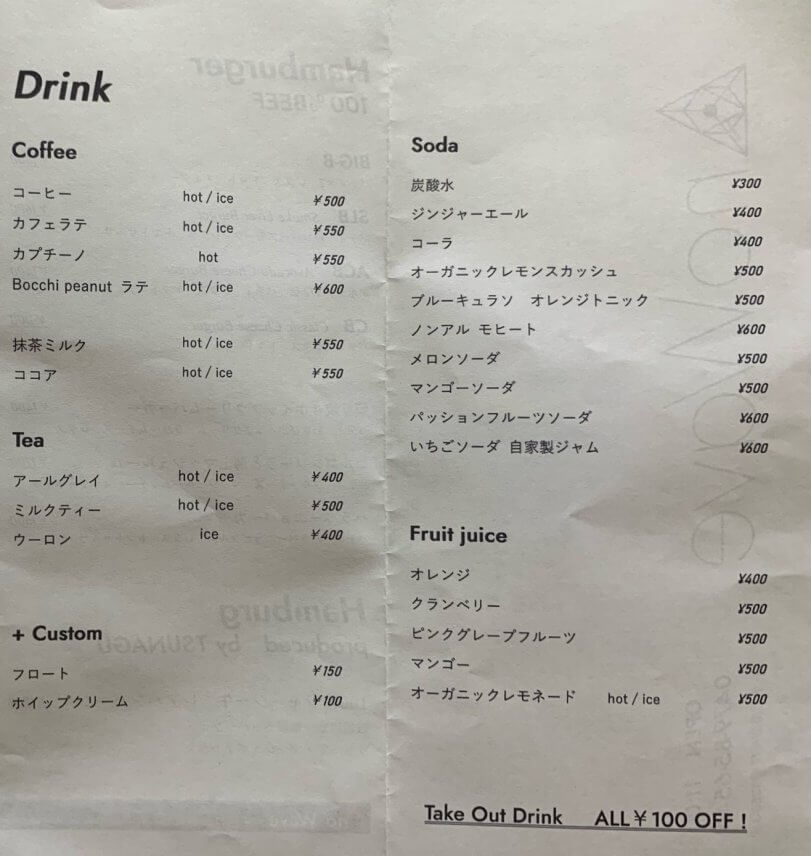 Drink
Coffee
コーヒー hot / ice ¥500
カフェラテ hot / ice ¥550
カプチーノ hot ¥550
Bocchi peanut ラテ hot / ice ¥600
抹茶ミルク hot / ice ¥550
ココア hot / ice ¥550
Tea
アールグレイ hot / ice ¥400
ミルクティー hot / ice ¥500
ウーロン ice ¥400
+ Custom
フロート ¥150
ホイップクリーム ¥100
Soda
炭酸水 ¥300
ジンジャーエール ¥400
コーラ ¥400
オーガニックレモンスカッシュ ¥500
ブルーキュラソ オレンジトニック ¥500
ノンアル モヒート ¥600
メロンソーダ ¥500
マンゴーソーダ ¥500
パッションフルーツソーダ ¥600
いちごソーダ 自家製ジャム ¥600
Fruit juice
オレンジ ¥400
クランベリー ¥500
ピンクグレープフルーツ ¥500
マンゴー ¥500
オーガニックレモネード hot / ice ¥500
Take Out Drink ALL¥100 OFF !
Hamburger
100%BEEF
BIG-B
Hamburg
produced by TSUNAGU